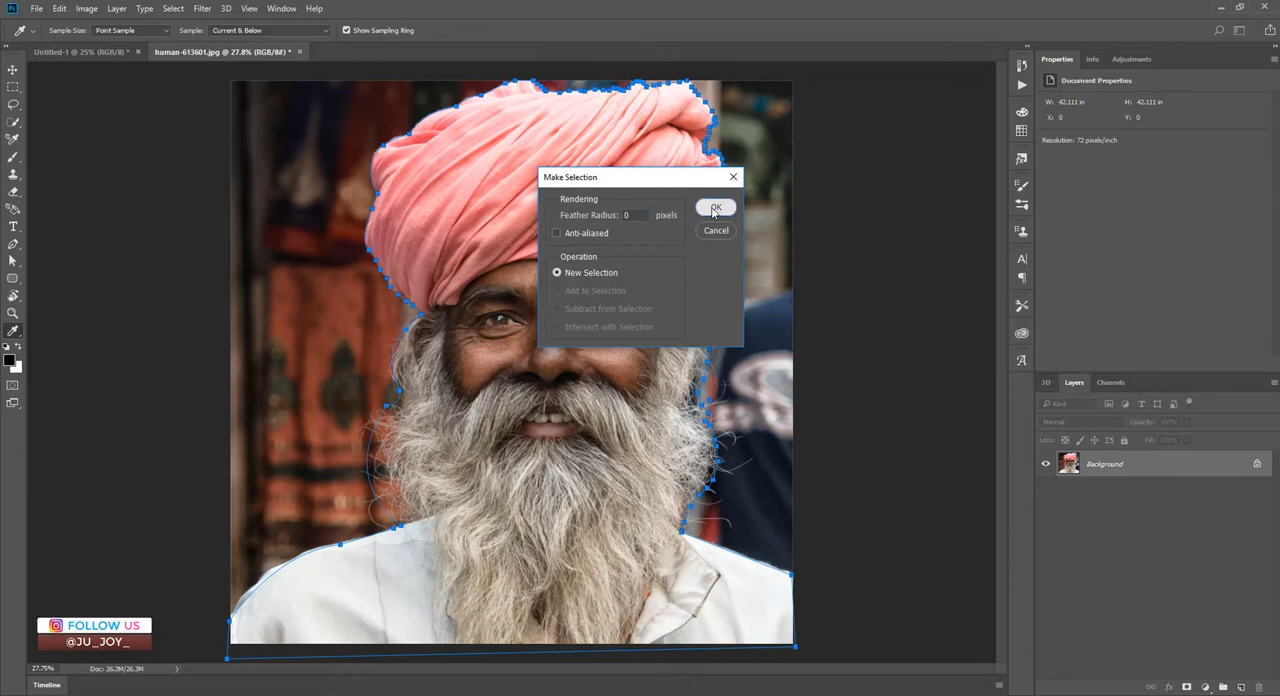 Ps File Edit Image Layer Type Select Filter 3D View Window Help
Sample Size: Point Sample Sample: Current & Below Show Sampling Ring
Untitled-1 @ 25% (RGB/8) * × human-613601.jpg @ 27.8% (RGB/8#) * ×
Properties Info Adjustments
Document Properties
W: 42.111 in H: 42.111 in
X: 0 Y: 0
Resolution: 72 pixels/inch
Make Selection
Rendering
Feather Radius: 0 pixels
OK
Anti-aliased
Cancel
Operation
New Selection
Add to Selection
Subtract from Selection
Intersect with Selection
3D Layers Channels
Kind
Normal Opacity: 100%
Lock: Fill: 100%
Background
FOLLOW US
@JU_JOY_
27.75% Doc: 26.3M/26.3M
Timeline